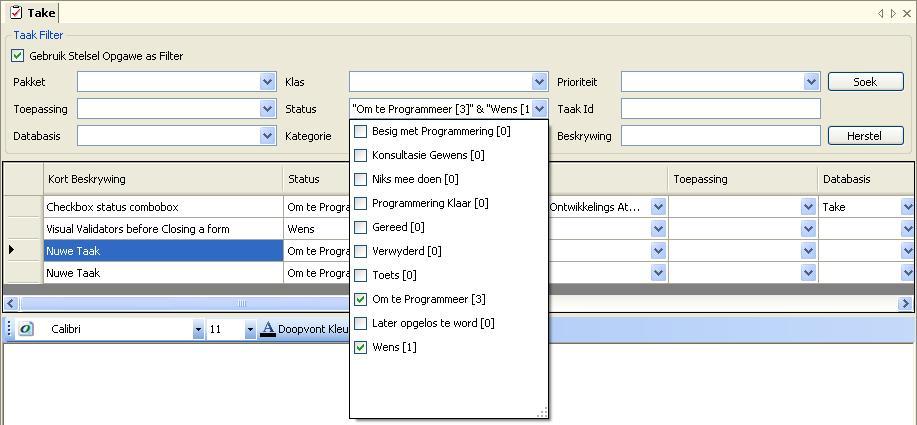 Take
Taak Filter
Gebruik Stelsel Opgawe as Filter
Pakket Klas Prioriteit Soek
Toepassing Status "Om te Programmeer [3]" & "Wens [1 Taak Id
Databasis Kategorie Beskrywing Herstel
Besig met Programmering [0]
Konsultasie Gewens [0]
Niks mee doen [0]
Programmering Klaar [0]
Gereed [0]
Verwyderd [0]
Toets [0]
Om te Programmeer [3]
Later opgelos te word [0]
Wens [1]
Kort Beskrywing Status Toepassing Databasis
Checkbox status combobox Om te Progra Ontwikkelings At... Take
Visual Validators before Closing a form Wens
Nuwe Taak Om te Progra
Nuwe Taak Om te Progra
Calibri 11 A Doopvont Kleu